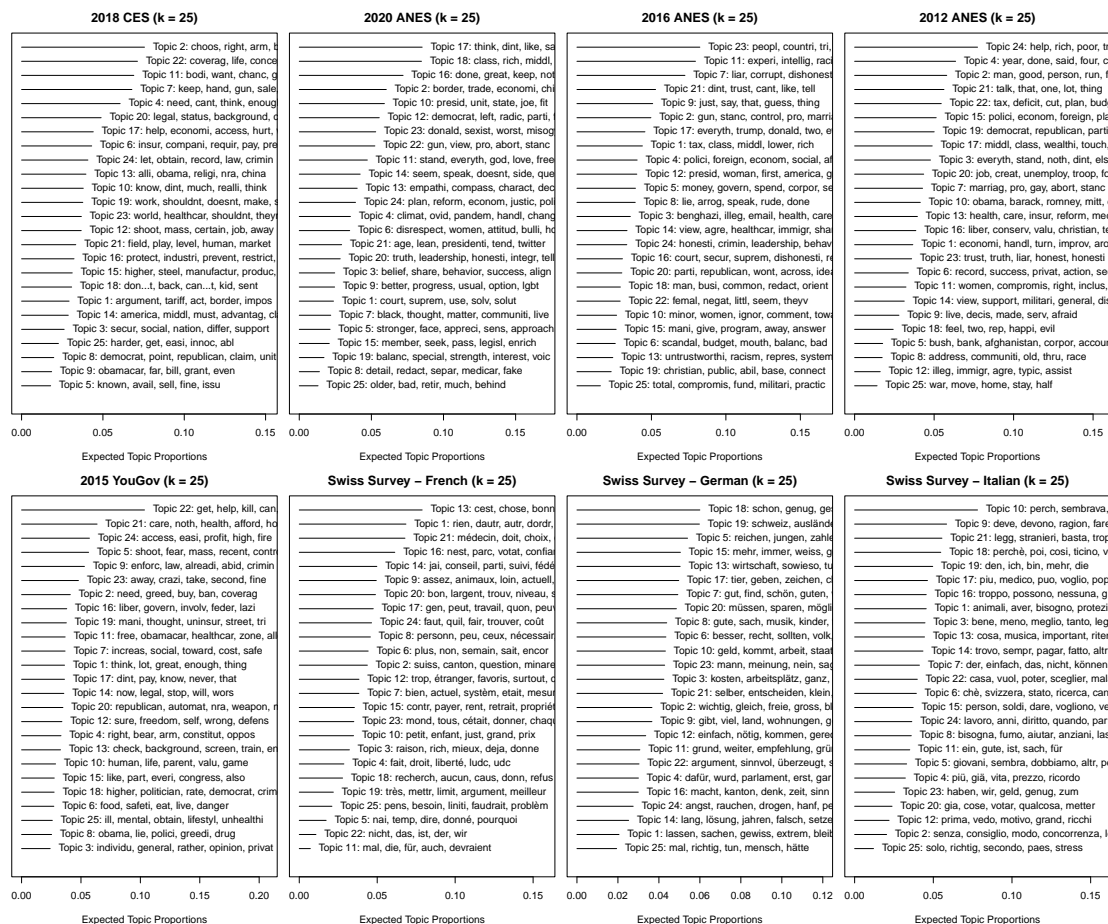 2018 CES (k = 25)
Topic 2: choos, right, arm,
Topic 22: coverag, life, conce
Topic 11: bodi, want, chanc, g
Topic 7: keep, hand, gun, sale,
Topic 4: need, cant, think, enoug
Topic 20: legal, status, background, c
Topic 17: help, economi, access, hurt,
Topic 6: insur, compani, requir, pay, pre
Topic 24: let, obtain, record, law, crimin
Topic 13: alli, obama, religi, nra, china
Topic 10: know, dint, much, realli, think
Topic 19: work, shouldnt, doesnt, make, s
Topic 23: world, healthcar, shouldnt, they
Topic 12: shoot, mass, certain, job, away
Topic 21: field, play, level, human, market
Topic 16: protect, industri, prevent, restrict,
Topic 15: higher, steel, manufactur, produc,
Topic 18: don...t, back, can...t, kid, sent
Topic 1: argument, tariff, act, border, impos
Topic 14: america, middl, must, advantag, cl
Topic 3: secur, social, nation, differ, support
Topic 25: harder, get, easi, innoc, abl
Topic 8: democrat, point, republican, claim, unit
Topic 9: obamacar, far, bill, grant, even
Topic 5: known, avail, sell, fine, issu
0.00 0.05 0.10 0.15
Expected Topic Proportions
2020 ANES (k = 25)
Topic 17: think, dint, like, sa
Topic 18: class, rich, middl,
Topic 16: done, great, keep, not
Topic 2: border, trade, economi, chi
Topic 10: presid, unit, state, joe, fit
Topic 12: democrat, left, radic, parti,
Topic 23: donald, sexist, worst, misog
Topic 22: gun, view, pro, abort, stanc
Topic 11: stand, everyth, god, love, free
Topic 14: seem, speak, doesnt, side, que
Topic 13: empathi, compass, charact, dec
Topic 24: plan, reform, econom, justic, poli
Topic 4: climat, ovid, pandem, handl, chang
Topic 6: disrespect, women, attitud, bulli, ho
Topic 21: age, lean, presidenti, tend, twitter
Topic 20: truth, leadership, honesti, integr, tell
Topic 3: belief, share, behavior, success, align
Topic 9: better, progress, usual, option, lgbt
Topic 1: court, suprem, use, solv, solut
Topic 7: black, thought, matter, communiti, live
Topic 5: stronger, face, appreci, sens, approach
Topic 15: member, seek, pass, legisl, enrich
Topic 19: balanc, special, strength, interest, voic
Topic 8: detail, redact, separ, medicar, fake
Topic 25: older, bad, retir, much, behind
0.00 0.05 0.10 0.15
Expected Topic Proportions
2016 ANES (k = 25)
Topic 23: peopl, countri, tri,
Topic 11: experi, intellig, raci
Topic 7: liar, corrupt, dishonest
Topic 21: dint, trust, cant, like, tell
Topic 9: just, say, that, guess, thing
Topic 2: gun, stanc, control, pro, marri
Topic 17: everyth, trump, donald, two, e
Topic 1: tax, class, middl, lower, rich
Topic 4: polici, foreign, econom, social, af
Topic 12: presid, woman, first, america, g
Topic 5: money, govern, spend, corpor, se
Topic 8: lie, arrog, speak, rude, done
Topic 3: benghazi, illeg, email, health, care
Topic 14: view, agre, healthcar, immigr, sha
Topic 24: honesti, crimin, leadership, behav
Topic 16: court, secur, suprem, dishonesti, re
Topic 20: parti, republican, wont, across, idea
Topic 18: man, busi, common, redact, orient
Topic 22: femal, negat, littl, seem, theyv
Topic 10: minor, women, ignor, comment, towa
Topic 15: mani, give, program, away, answer
Topic 6: scandal, budget, mouth, balanc, bad
Topic 13: untrustworthi, racism, repres, system
Topic 19: christian, public, abil, base, connect
Topic 25: total, compromis, fund, militari, practic
0.00 0.05 0.10 0.15
Expected Topic Proportions
2012 ANES (k = 25)
Topic 24: help, rich, poor, tr
Topic 4: year, done, said, four, c
Topic 2: man, good, person, run, f
Topic 21: talk, that, one, lot, thing
Topic 22: tax, deficit, cut, plan, bud
Topic 15: polici, econom, foreign, pla
Topic 19: democrat, republican, parti
Topic 17: middl, class, wealthi, touch,
Topic 3: everyth, stand, noth, dint, els
Topic 20: job, creat, unemploy, troop, fo
Topic 7: marriag, pro, gay, abort, stanc
Topic 10: obama, barack, romney, mitt,
Topic 13: health, care, insur, reform, med
Topic 16: liber, conserv, valu, christian, te
Topic 1: economi, handl, turn, improv, aro
Topic 23: trust, truth, liar, honest, honesti
Topic 6: record, success, privat, action, se
Topic 11: women, compromis, right, inclus,
Topic 14: view, support, militari, general, dis
Topic 9: live, decis, made, serv, afraid
Topic 18: feel, two, rep, happi, evil
Topic 5: bush, bank, afghanistan, corpor, accou
Topic 8: address, communiti, old, thru, race
Topic 12: illeg, immigr, agre, typic, assist
Topic 25: war, move, home, stay, half
0.00 0.05 0.10 0.15
Expected Topic Proportions
2015 YouGov (k = 25)
Topic 22: get, help, kill, can,
Topic 21: care, noth, health, afford, ho
Topic 24: access, easi, profit, high, fire
Topic 5: shoot, fear, mass, recent, contr
Topic 9: enforc, law, alreadi, abid, crimin
Topic 23: away, crazi, take, second, fine
Topic 2: need, greed, buy, ban, coverag
Topic 16: liber, govern, involv, feder, lazi
Topic 19: mani, thought, uninsur, street, tri
Topic 11: free, obamacar, healthcar, zone, all
Topic 7: increas, social, toward, cost, safe
Topic 1: think, lot, great, enough, thing
Topic 17: dint, pay, know, never, that
Topic 14: now, legal, stop, will, wors
Topic 20: republican, automat, nra, weapon, m
Topic 12: sure, freedom, self, wrong, defens
Topic 4: right, bear, arm, constitut, oppos
Topic 13: check, background, screen, train, en
Topic 10: human, life, parent, valu, game
Topic 15: like, part, everi, congress, also
Topic 18: higher, politician, rate, democrat, crim
Topic 6: food, safeti, eat, live, danger
Topic 25: ill, mental, obtain, lifestyl, unhealthi
Topic 8: obama, lie, polici, greedi, drug
Topic 3: individu, general, rather, opinion, privat
0.00 0.05 0.10 0.15 0.20
Expected Topic Proportions
Swiss Survey – French (k = 25)
Topic 13: cest, chose, bonn
Topic 1: rien, dautr, autr, dordr,
Topic 21: médecin, doit, choix,
Topic 16: nest, parc, votat, confian
Topic 14: jai, conseil, parti, suivi, fédé
Topic 9: assez, animaux, loin, actuell,
Topic 20: bon, largent, trouv, niveau, s
Topic 17: gen, peut, travail, quon, peuv
Topic 24: faut, quil, fair, trouver, coût
Topic 8: personn, peu, ceux, nécessair
Topic 6: plus, non, semain, sait, encor
Topic 2: suiss, canton, question, minare
Topic 12: trop, étranger, favoris, surtout, c
Topic 7: bien, actuel, systèm, etait, mesur
Topic 15: contr, payer, rent, retrait, propriét
Topic 23: mond, tous, cétait, donner, chaqu
Topic 10: petit, enfant, just, grand, prix
Topic 3: raison, rich, mieux, deja, donne
Topic 4: fait, droit, liberté, ludc, udc
Topic 18: recherch, aucun, caus, donn, refus
Topic 19: très, mettr, limit, argument, meilleur
Topic 25: pens, besoin, liniti, faudrait, problèm
Topic 5: nai, temp, dire, donné, pourquoi
Topic 22: nicht, das, ist, der, wir
Topic 11: mal, die, für, auch, devraient
0.00 0.05 0.10 0.15
Expected Topic Proportions
Swiss Survey – German (k = 25)
Topic 18: schon, genug, ges
Topic 19: schweiz, ausländ
Topic 5: reichen, jungen, zahle
Topic 15: mehr, immer, weiss, g
Topic 13: wirtschaft, sowieso, tu
Topic 17: tier, geben, zeichen, c
Topic 7: gut, find, schön, guten,
Topic 20: müssen, sparen, mögli
Topic 8: gute, sach, musik, kinder,
Topic 6: besser, recht, sollten, volk,
Topic 10: geld, kommt, arbeit, staat
Topic 23: mann, meinung, nein, sag
Topic 3: kosten, arbeitsplätz, ganz,
Topic 21: selber, entscheiden, klein,
Topic 2: wichtig, gleich, freie, gross, bl
Topic 9: gibt, viel, land, wohnungen, g
Topic 12: einfach, nötig, kommen, gere
Topic 11: grund, weiter, empfehlung, grü
Topic 22: argument, sinnvol, überzeugt, s
Topic 4: dafür, wurd, parlament, erst, gar
Topic 16: macht, kanton, denk, zeit, sinn
Topic 24: angst, rauchen, drogen, hanf, pe
Topic 14: lang, lösung, jahren, falsch, setze
Topic 1: lassen, sachen, gewiss, extrem, bleib
Topic 25: mal, richtig, tun, mensch, hätte
0.00 0.02 0.04 0.06 0.08 0.10 0.12
Expected Topic Proportions
Swiss Survey – Italian (k = 25)
Topic 10: perch, sembrava,
Topic 9: deve, devono, ragion, fare
Topic 21: legg, stranieri, basta, trop
Topic 18: perchè, poi, cosi, ticino, v
Topic 19: den, ich, bin, mehr, die
Topic 17: piu, medico, puo, voglio, pop
Topic 16: troppo, possono, nessuna, g
Topic 1: animali, aver, bisogno, protezi
Topic 3: bene, meno, meglio, tanto, leg
Topic 13: cosa, musica, important, riten
Topic 14: trovo, sempr, pagar, fatto, altr
Topic 7: der, einfach, das, nicht, können
Topic 22: casa, vuol, poter, sceglier, mal
Topic 6: chè, svizzera, stato, ricerca, can
Topic 15: person, soldi, dare, vogliono, ve
Topic 24: lavoro, anni, diritto, quando, par
Topic 8: bisogna, fumo, aiutar, anziani, las
Topic 11: ein, gute, ist, sach, für
Topic 5: giovani, sembra, dobbiamo, altr, p
Topic 4: più, giã, vita, prezzo, ricordo
Topic 23: haben, wir, geld, genug, zum
Topic 20: gia, cose, votar, qualcosa, metter
Topic 12: prima, vedo, motivo, grand, ricchi
Topic 2: senza, consiglio, modo, concorrenza, l
Topic 25: solo, richtig, secondo, paes, stress
0.00 0.05 0.10 0.15
Expected Topic Proportions